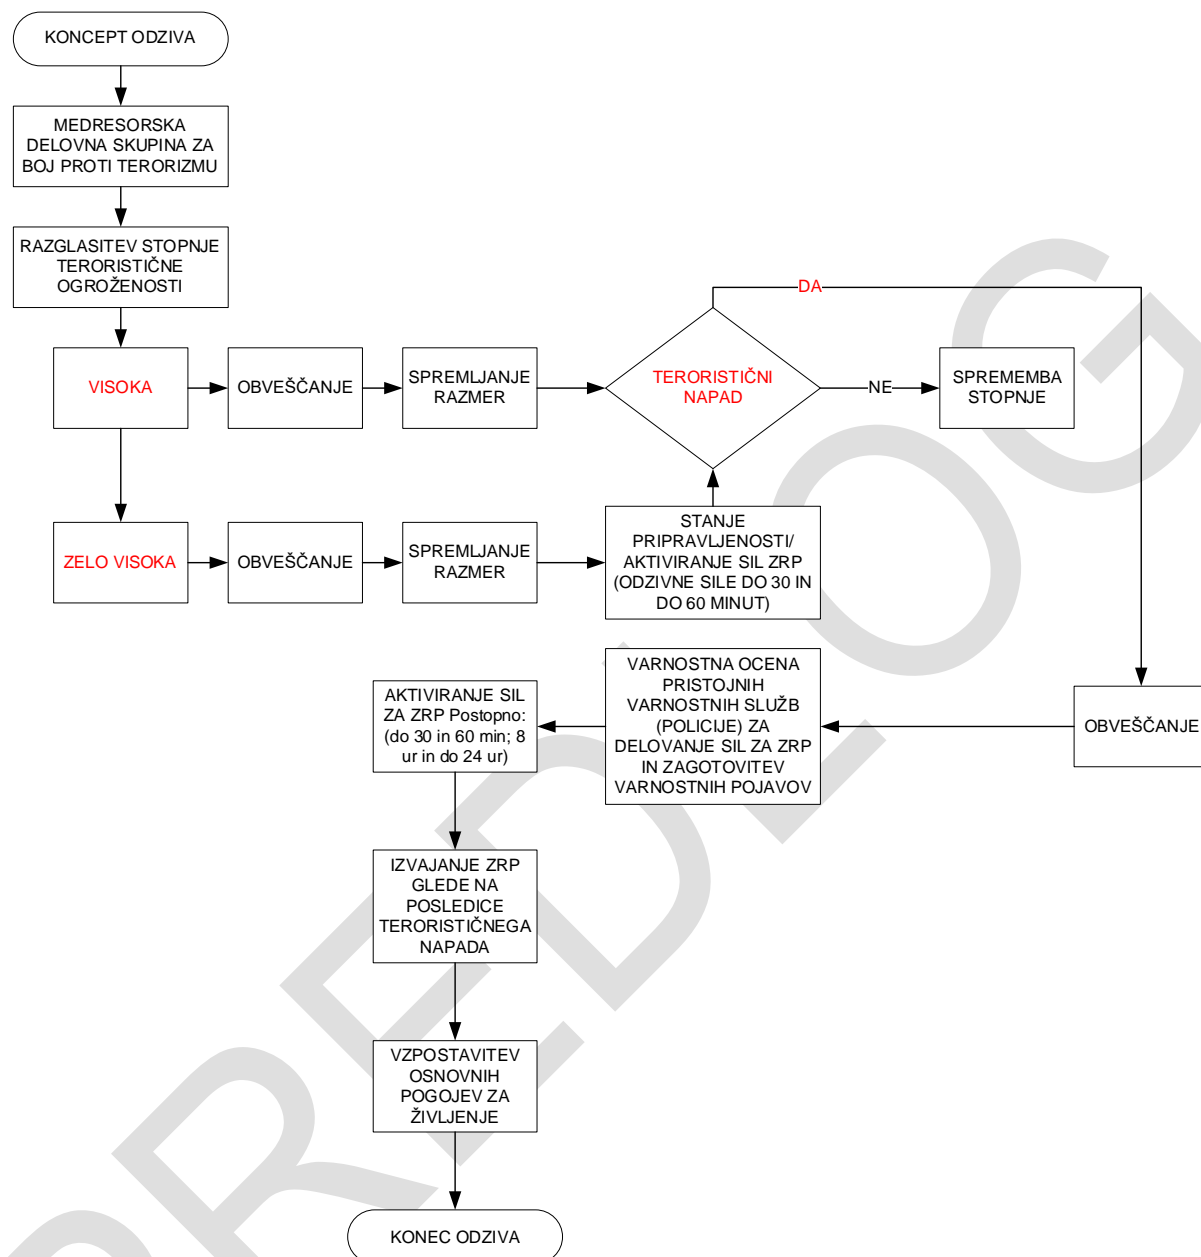 KONCEPT ODZIVA
MEDRESORSKA
DELOVNA SKUPINA ZA
BOJ PROTI TERORIZMU
RAZGLASITEV STOPNJE
TERORISTIČNE
OGROŽENOSTI
DA
VISOKA
OBVEŠČANJE
SPREMLJANJE
RAZMER
TERORISTIČNI
NAPAD
NE
SPREMEMBA
STOPNJE
ZELO VISOKA
OBVEŠČANJE
SPREMLJANJE
RAZMER
STANJE
PRIPRAVLJENOSTI/
AKTIVIRANJE SIL ZRP
(ODZIVNE SILE DO 30 IN
DO 60 MINUT)
OBVEŠČANJE
VARNOSTNA OCENA
PRISTOJNIH
VARNOSTNIH SLUŽB
(POLICIJE) ZA
DELOVANJE SIL ZA ZRP
IN ZAGOTOVITEV
VARNOSTNIH POJAVOV
AKTIVIRANJE SIL
ZA ZRP Postopno:
(do 30 in 60 min; 8
ur in do 24 ur)
IZVAJANJE ZRP
GLEDE NA
POSLEDICE
TERORISTIČNEGA
NAPADA
VZPOSTAVITEV
OSNOVNIH
POGOJEV ZA
ŽIVLJENJE
KONEC ODZIVA
PREDLOG